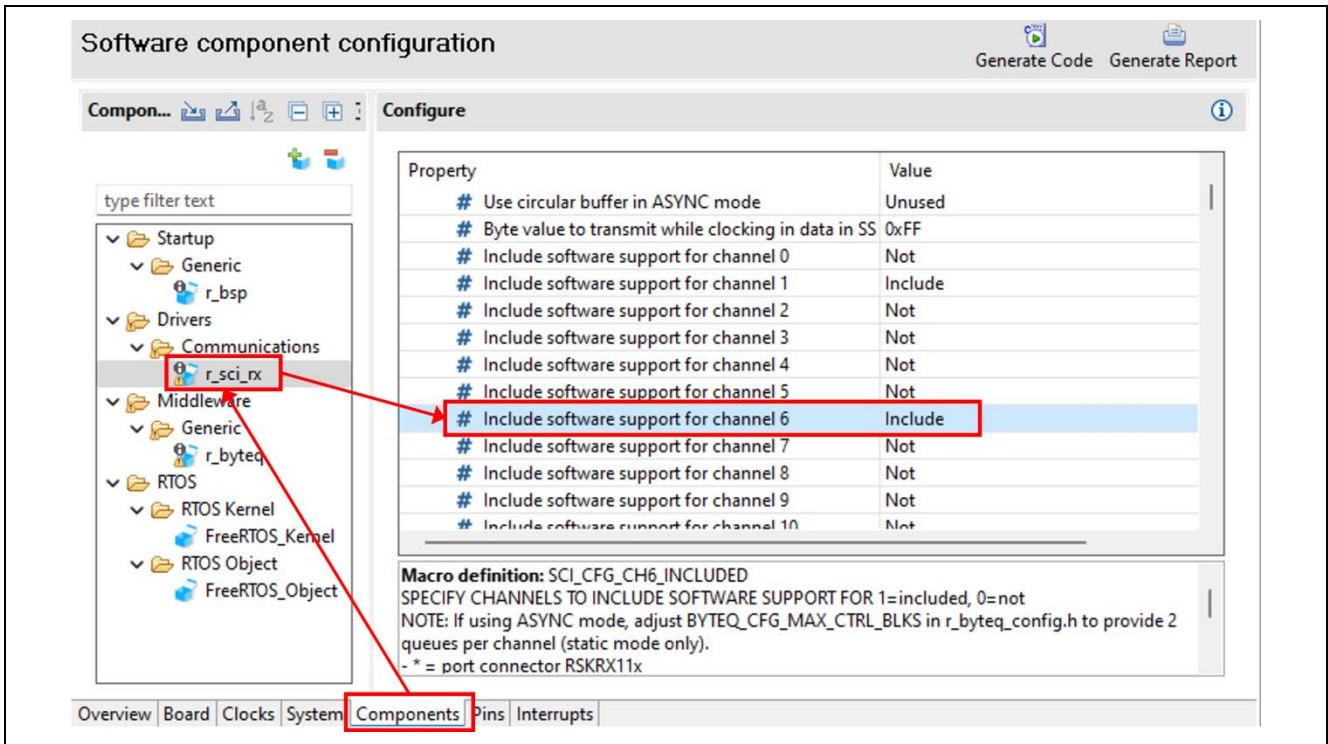 Software component configuration
Generate Code Generate Report
Compon...
Configure
type filter text
Startup
Generic
r_bsp
Drivers
Communications
r_sci_rx
Middleware
Generic
r_byteq
RTOS
RTOS Kernel
FreeRTOS_Kernel
RTOS Object
FreeRTOS_Object
Property Value
# Use circular buffer in ASYNC mode Unused
# Byte value to transmit while clocking in data in SS 0xFF
# Include software support for channel 0 Not
# Include software support for channel 1 Include
# Include software support for channel 2 Not
# Include software support for channel 3 Not
# Include software support for channel 4 Not
# Include software support for channel 5 Not
# Include software support for channel 6 Include
# Include software support for channel 7 Not
# Include software support for channel 8 Not
# Include software support for channel 9 Not
# Include software support for channel 10 Not
Macro definition: SCI_CFG_CH6_INCLUDED
SPECIFY CHANNELS TO INCLUDE SOFTWARE SUPPORT FOR 1=included, 0=not
NOTE: If using ASYNC mode, adjust BYTEQ_CFG_MAX_CTRL_BLKS in r_byteq_config.h to provide 2
queues per channel (static mode only).
- * = port connector RSKRX11x
Overview Board Clocks System Components Pins Interrupts